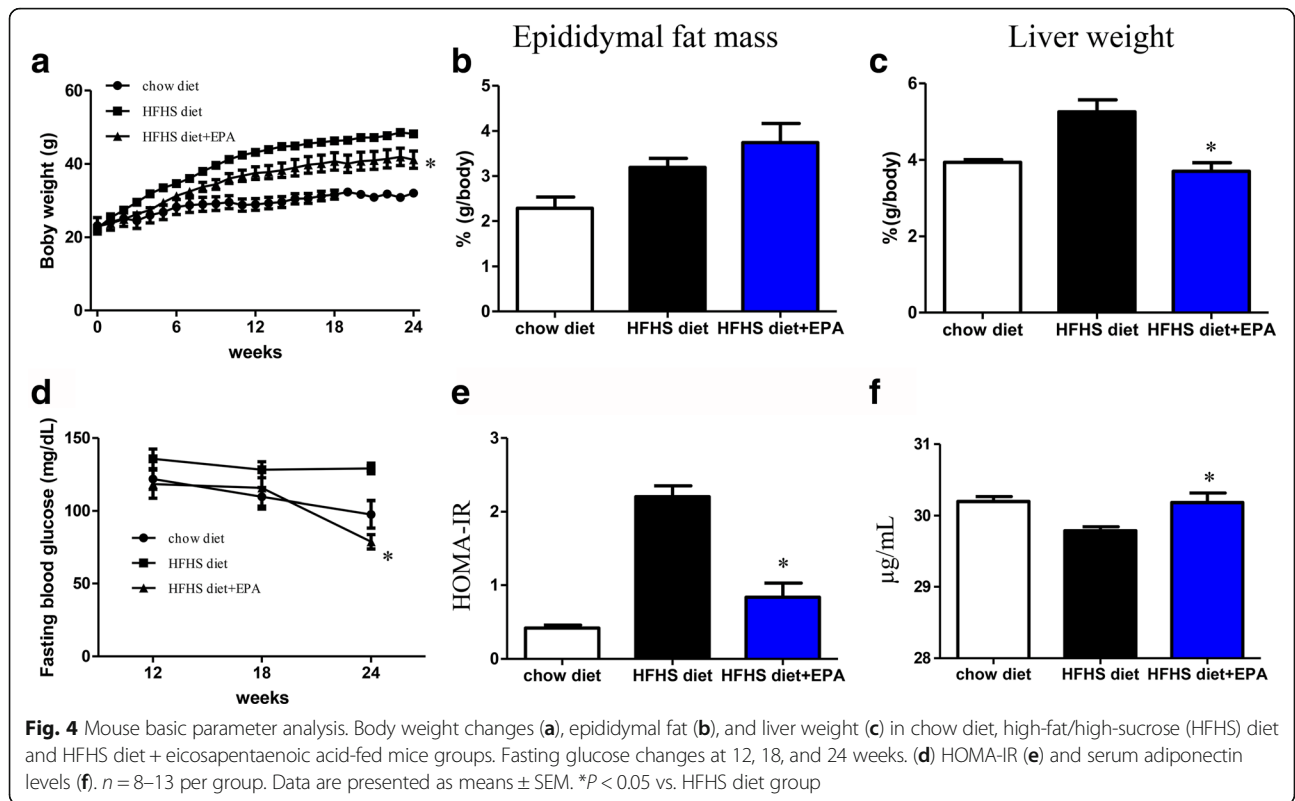 Epididymal fat mass
Liver weight
a
chow diet
HFHS diet
HFHS diet+EPA
Boby weight (g)
60
40
20
0
*
0 6 12 18 24
weeks
b
% (g/body)
5
4
3
2
1
0
chow diet HFHS diet HFHS diet+EPA
c
%(g/body)
6
4
2
0
*
chow diet HFHS diet HFHS diet+EPA
d
Fasting blood glucose (mg/dL)
150
100
50
0
chow diet
HFHS diet
HFHS diet+EPA
*
12 18 24
weeks
e
HOMA-IR
3
2
1
0
*
chow diet HFHS diet HFHS diet+EPA
f
µg/mL
31
30
29
28
*
chow diet HFHS diet HFHS diet+EPA
Fig. 4 Mouse basic parameter analysis. Body weight changes (a), epididymal fat (b), and liver weight (c) in chow diet, high-fat/high-sucrose (HFHS) diet
and HFHS diet + eicosapentaenoic acid-fed mice groups. Fasting glucose changes at 12, 18, and 24 weeks. (d) HOMA-IR (e) and serum adiponectin
levels (f). n = 8–13 per group. Data are presented as means ± SEM. *P < 0.05 vs. HFHS diet group